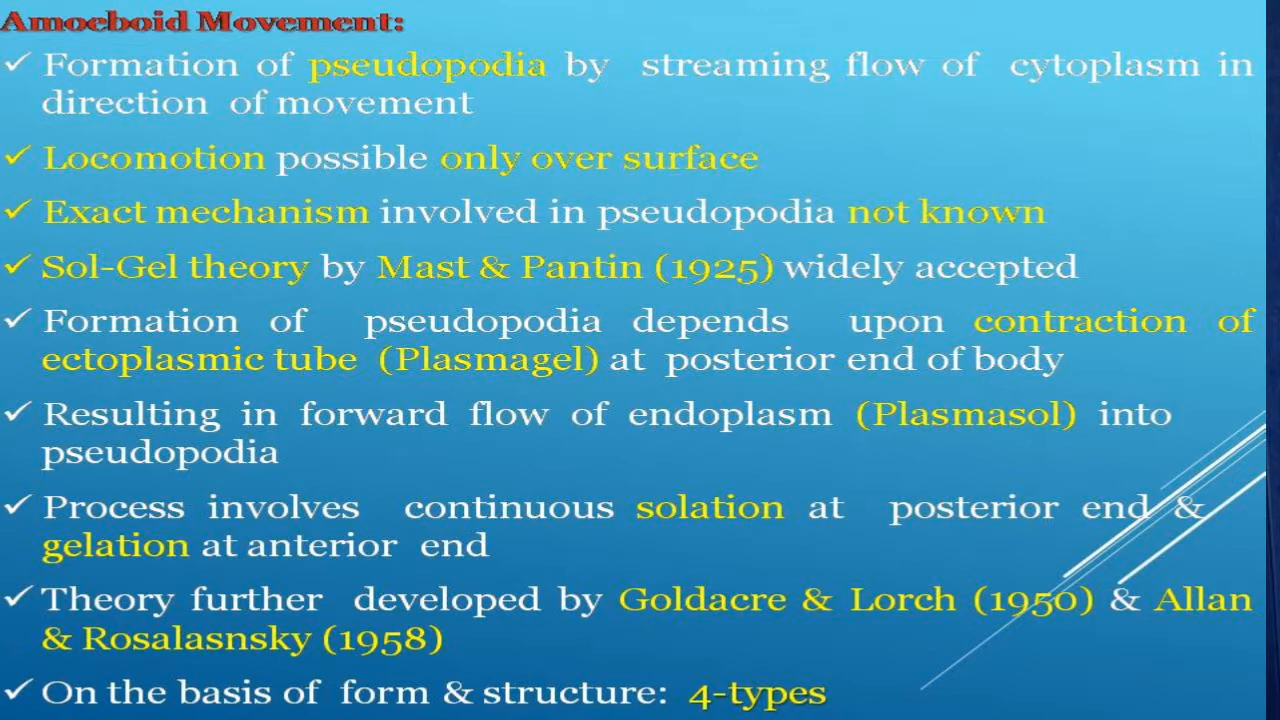 Amoeboid Movement:
✓ Formation of pseudopodia by streaming flow of cytoplasm in
direction of movement
✓ Locomotion possible only over surface
✓ Exact mechanism involved in pseudopodia not known
✓ Sol-Gel theory by Mast & Pantin (1925) widely accepted
✓ Formation of pseudopodia depends upon contraction of
ectoplasmic tube (Plasmagel) at posterior end of body
✓ Resulting in forward flow of endoplasm (Plasmasol) into
pseudopodia
✓ Process involves continuous solation at posterior end &
gelation at anterior end
✓ Theory further developed by Goldacre & Lorch (1950) & Allan
& Rosalasnsky (1958)
✓ On the basis of form & structure: 4-types